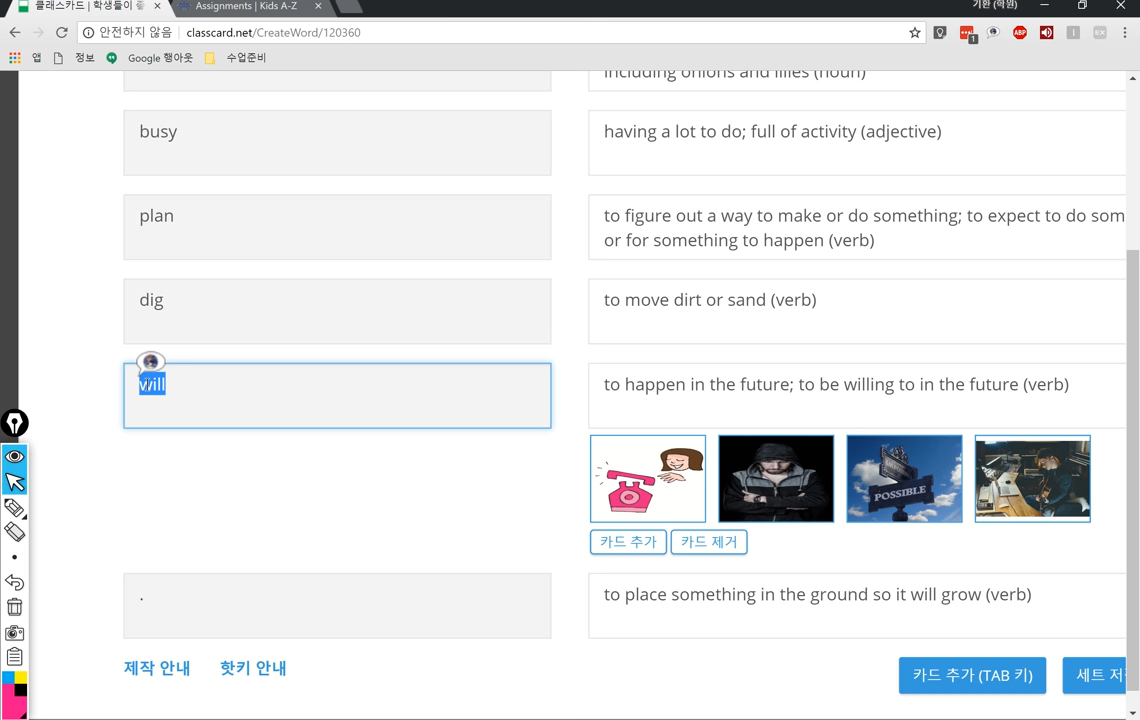 클래스카드 | 학생들이 좋
Assignments | Kids A-Z
기환 (학원)
안전하지 않음
classcard.net/CreateWord/120360
1
ABP
앱
정보
Google 행아웃
수업준비
including onions and lilies (noun)
busy
having a lot to do; full of activity (adjective)
plan
to figure out a way to make or do something; to expect to do som
or for something to happen (verb)
dig
to move dirt or sand (verb)
will
to happen in the future; to be willing to in the future (verb)
POSSIBLE
카드 추가
카드 제거
.
to place something in the ground so it will grow (verb)
제작 안내
핫키 안내
카드 추가 (TAB 키)
세트 저